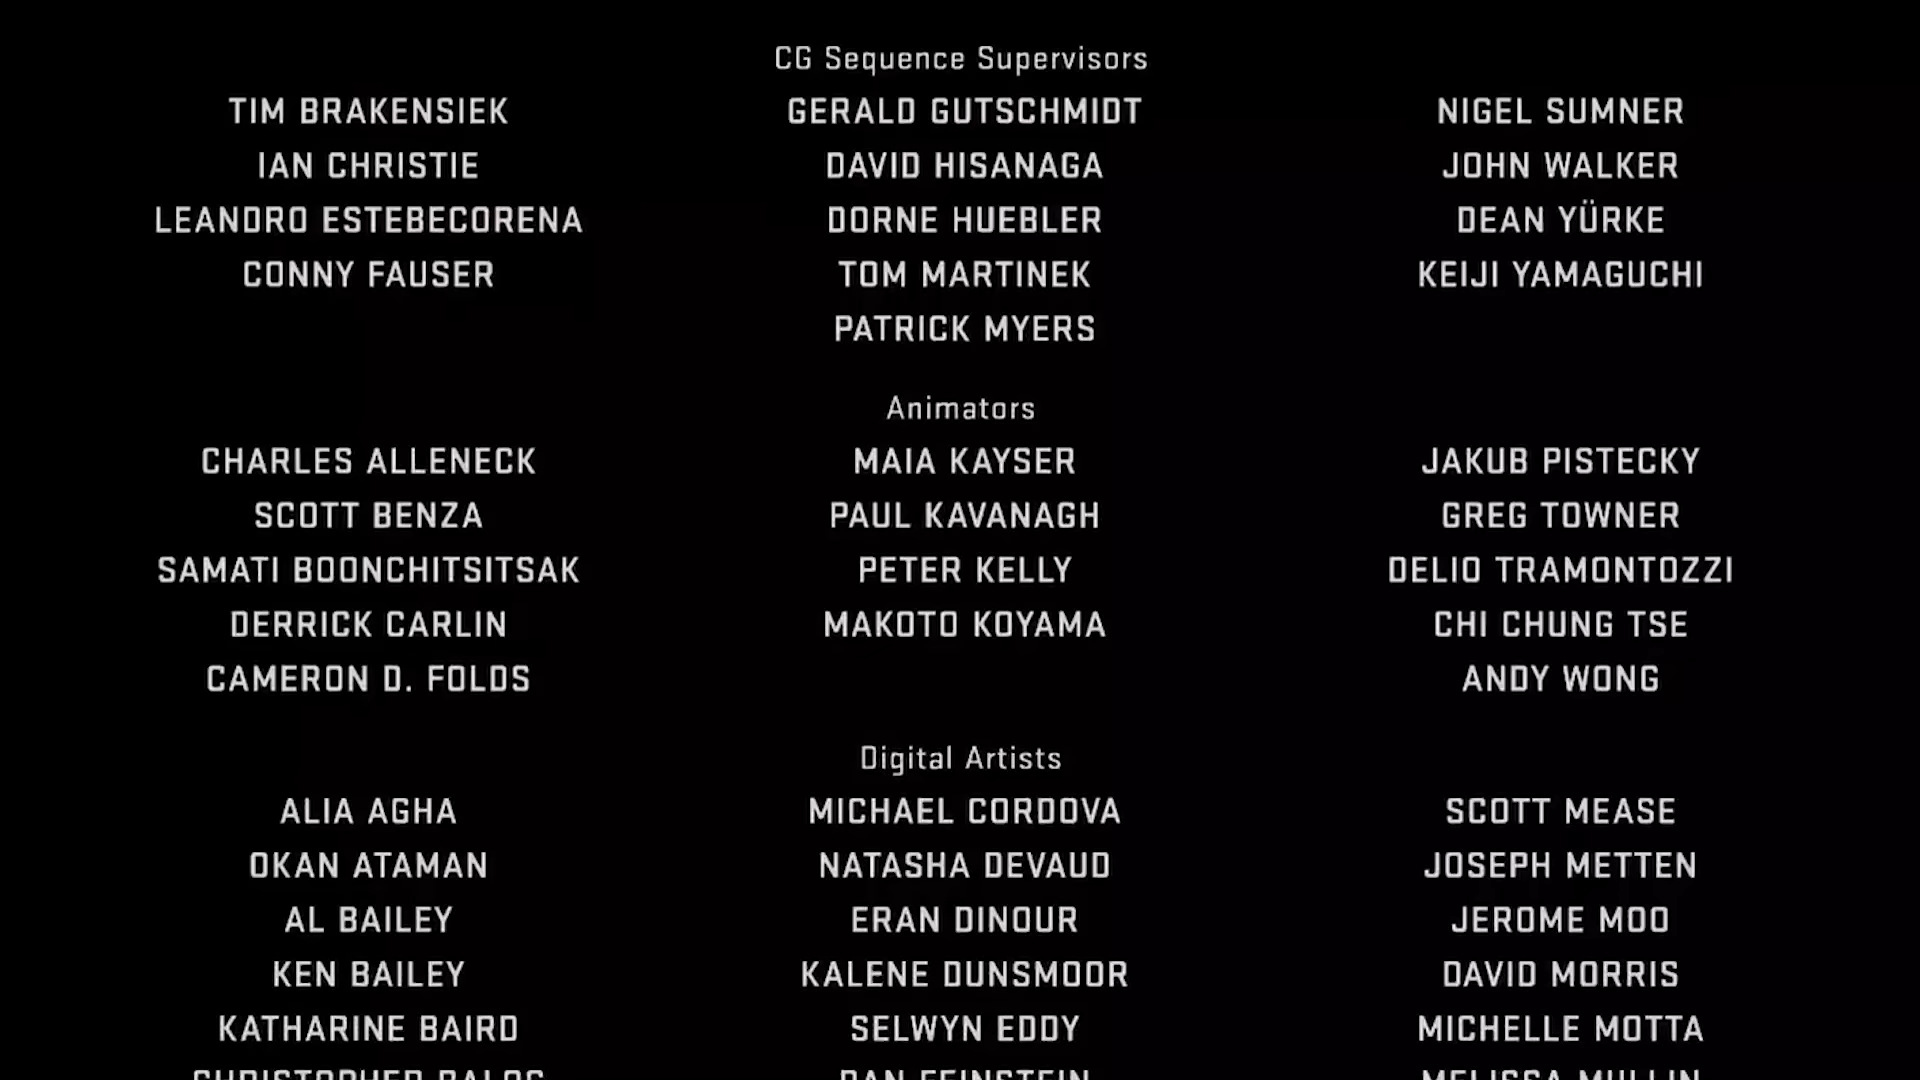 CG Sequence Supervisors
TIM BRAKENSIEK GERALD GUTSCHMIDT NIGEL SUMNER
IAN CHRISTIE DAVID HISANAGA JOHN WALKER
LEANDRO ESTEBECORENA DORNE HUEBLER DEAN YÜRKE
CONNY FAUSER TOM MARTINEK KEIJI YAMAGUCHI
PATRICK MYERS
Animators
CHARLES ALLENECK MAIA KAYSER JAKUB PISTECKY
SCOTT BENZA PAUL KAVANAGH GREG TOWNER
SAMATI BOONCHITSITSAK PETER KELLY DELIO TRAMONTOZZI
DERRICK CARLIN MAKOTO KOYAMA CHI CHUNG TSE
CAMERON D. FOLDS ANDY WONG
Digital Artists
ALIA AGHA MICHAEL CORDOVA SCOTT MEASE
OKAN ATAMAN NATASHA DEVAUD JOSEPH METTEN
AL BAILEY ERAN DINOUR JEROME MOO
KEN BAILEY KALENE DUNSMOOR DAVID MORRIS
KATHARINE BAIRD SELWYN EDDY MICHELLE MOTTA
CHRISTOPHER FEINSTEIN MELISSA MULLIN